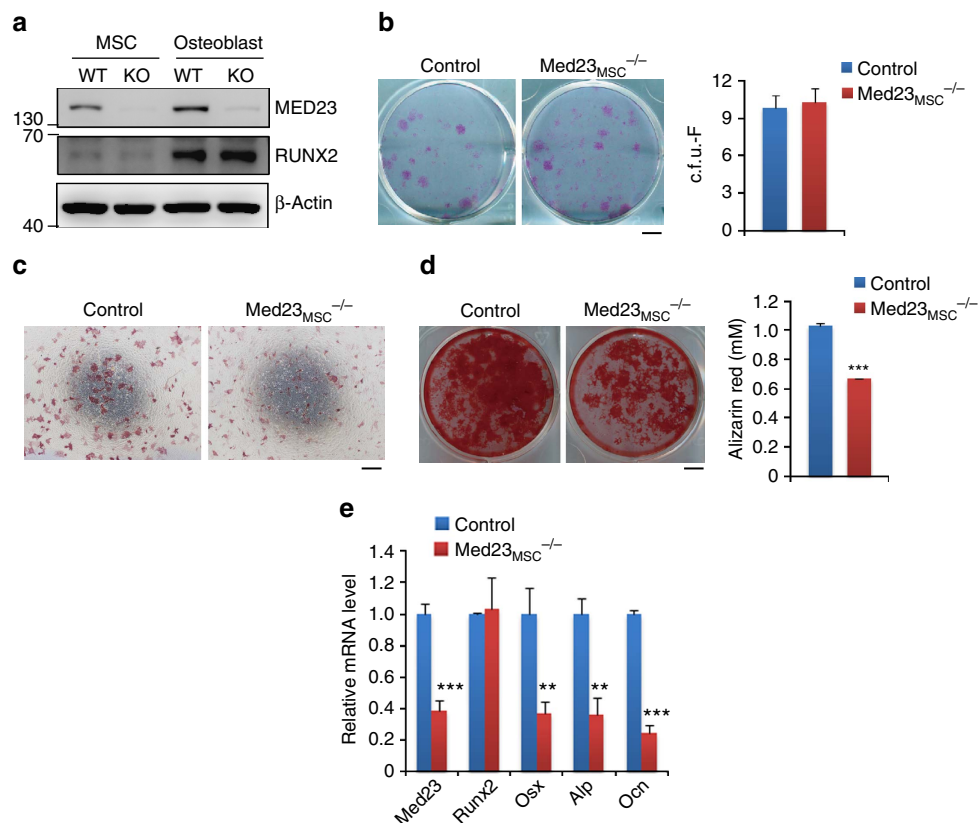 a
MSC Osteoblast
WT KO WT KO
MED23
130
70
RUNX2
β-Actin
40
b
Control Med23MSC−/−
Control
Med23MSC−/−
c.f.u.-F
12
9
6
3
0
c
Control Med23MSC−/−
d
Control Med23MSC−/−
Control
Med23MSC−/−
Alizarin red (mM)
1.2
1.0
0.8
0.6
0.4
0.2
0
***
e
Control
Med23MSC−/−
Relative mRNA level
1.4
1.2
1.0
0.8
0.6
0.4
0.2
0
*** ** ** ***
Med23 Runx2 Osx Alp Ocn